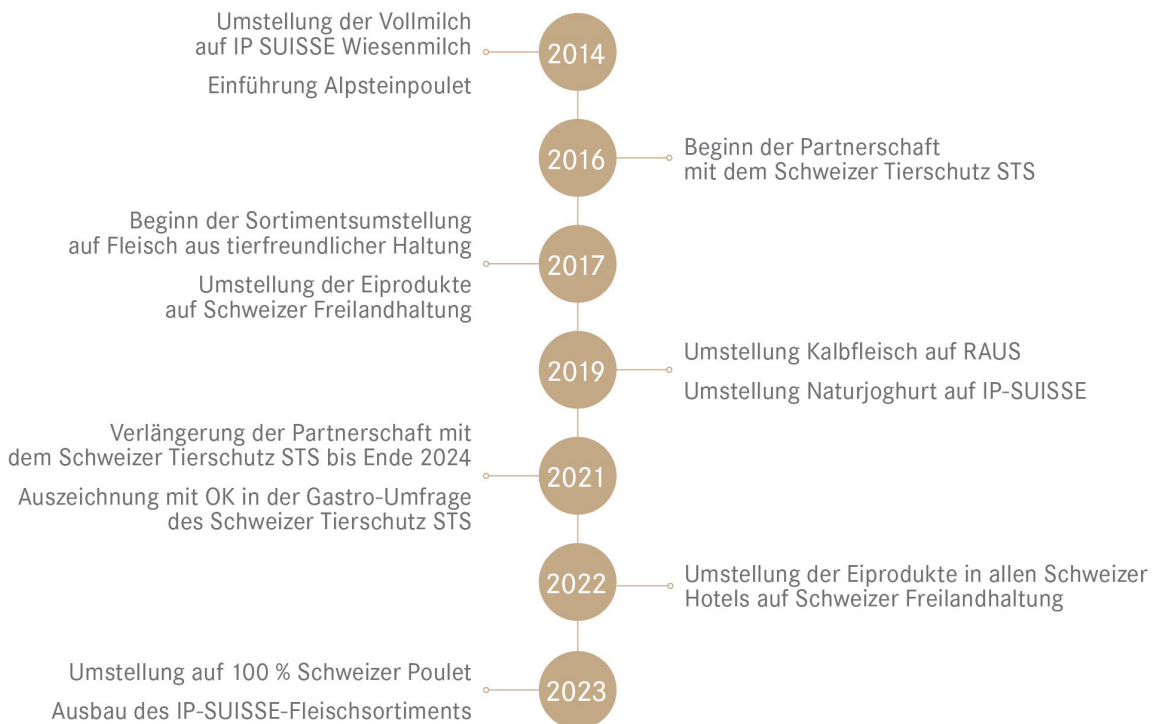 Umstellung der Vollmilch
auf IP SUISSE Wiesenmilch
Einführung Alpsteinpoulet
2014
2016
Beginn der Partnerschaft
mit dem Schweizer Tierschutz STS
Beginn der Sortimentsumstellung
auf Fleisch aus tierfreundlicher Haltung
Umstellung der Eiprodukte
auf Schweizer Freilandhaltung
2017
2019
Umstellung Kalbfleisch auf RAUS
Umstellung Naturjoghurt auf IP-SUISSE
Verlängerung der Partnerschaft mit
dem Schweizer Tierschutz STS bis Ende 2024
Auszeichnung mit OK in der Gastro-Umfrage
des Schweizer Tierschutz STS
2021
2022
Umstellung der Eiprodukte in allen Schweizer
Hotels auf Schweizer Freilandhaltung
Umstellung auf 100 % Schweizer Poulet
Ausbau des IP-SUISSE-Fleischsortiments
2023